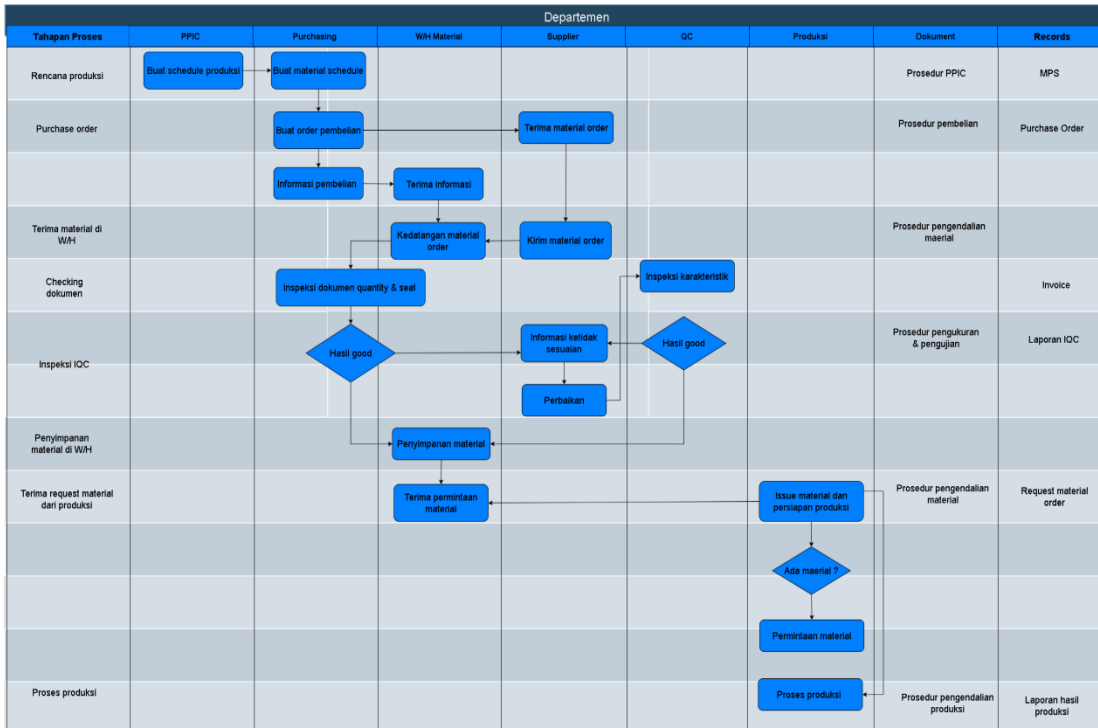 Departemen
Tahapan Proses
PPIC
Purchasing
W/H Material
Supplier
QC
Produksi
Dokument
Records
Rencana produksi
Buat schedule produksi
Buat material schedule
Prosedur PPIC
MPS
Purchase order
Buat order pembelian
Terima material order
Prosedur pembelian
Purchase Order
Informasi pembelian
Terima informasi
Terima material di
W/H
Kedatangan material
order
Kirim material order
Prosedur pengendalian
maerial
Checking
dokumen
Inspeksi dokumen quantity & seal
Inspeksi karakteristik
Invoice
Inspeksi IQC
Hasil good
Informasi ketidak
sesuaian
Hasil good
Prosedur pengukuran
& pengujian
Laporan IQC
Perbaikan
Penyimpanan
material di W/H
Penyimpanan material
Terima request material
dari produksi
Terima permintaan
material
Issue material dan
persiapan produksi
Prosedur pengendalian
material
Request material
order
Ada maerial ?
Permintaan material
Proses produksi
Proses produksi
Prosedur pengendalian
produksi
Laporan hasil
produksi